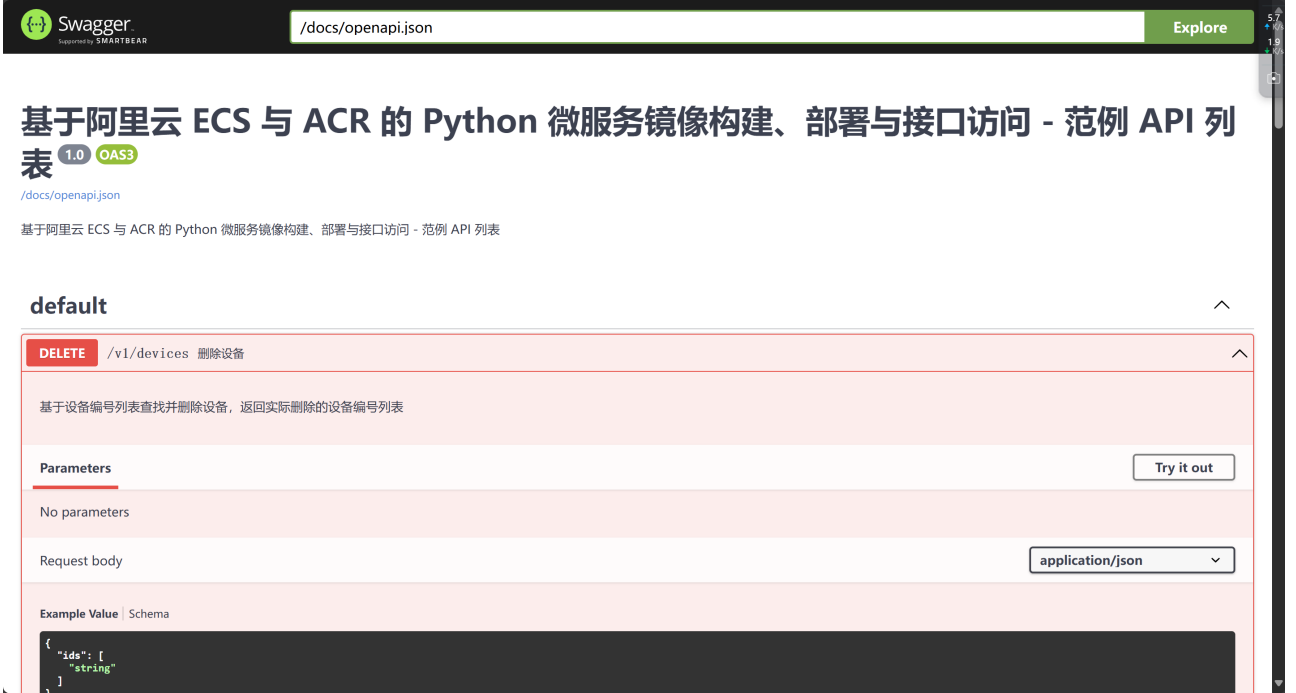 Swagger
Supported by SMARTBEAR
/docs/openapi.json
Explore
5.7
K/s
1.9
K/s
基于阿里云 ECS 与 ACR 的 Python 微服务镜像构建、部署与接口访问 - 范例 API 列
表 1.0 OAS3
/docs/openapi.json
基于阿里云 ECS 与 ACR 的 Python 微服务镜像构建、部署与接口访问 - 范例 API 列表
default
DELETE /v1/devices 删除设备
基于设备编号列表查找并删除设备，返回实际删除的设备编号列表
Parameters
Try it out
No parameters
Request body
application/json
Example Value Schema
{
"ids": [
"string"
]
}